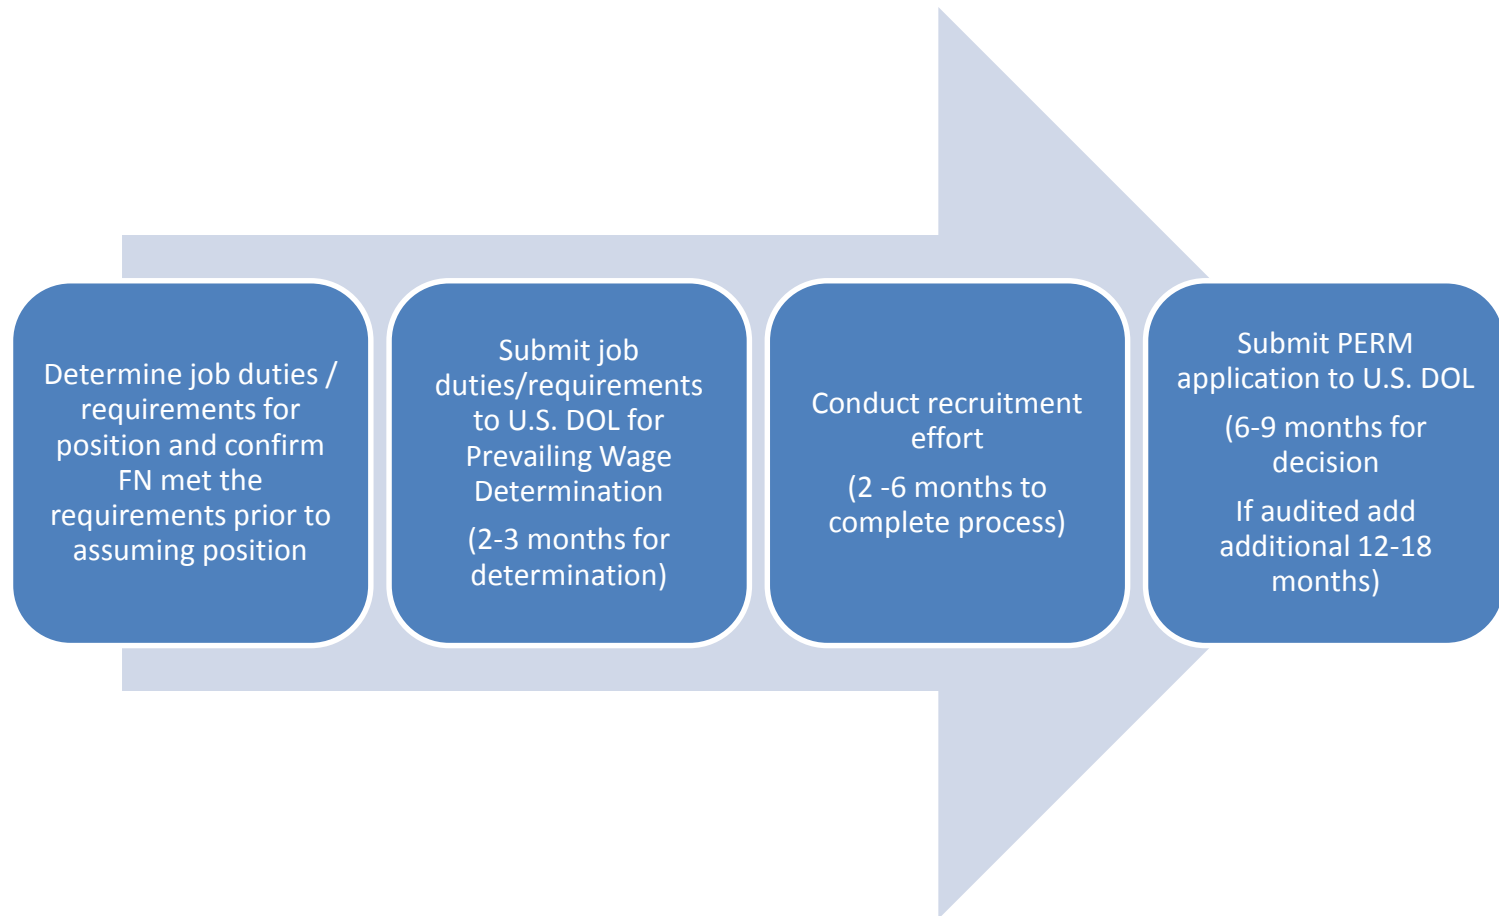 Determine job duties /
requirements for
position and confirm
FN met the
requirements prior to
assuming position
Submit job
duties/requirements
to U.S. DOL for
Prevailing Wage
Determination
(2-3 months for
determination)
Conduct recruitment
effort
(2 -6 months to
complete process)
Submit PERM
application to U.S. DOL
(6-9 months for
decision
If audited add
additional 12-18
months)